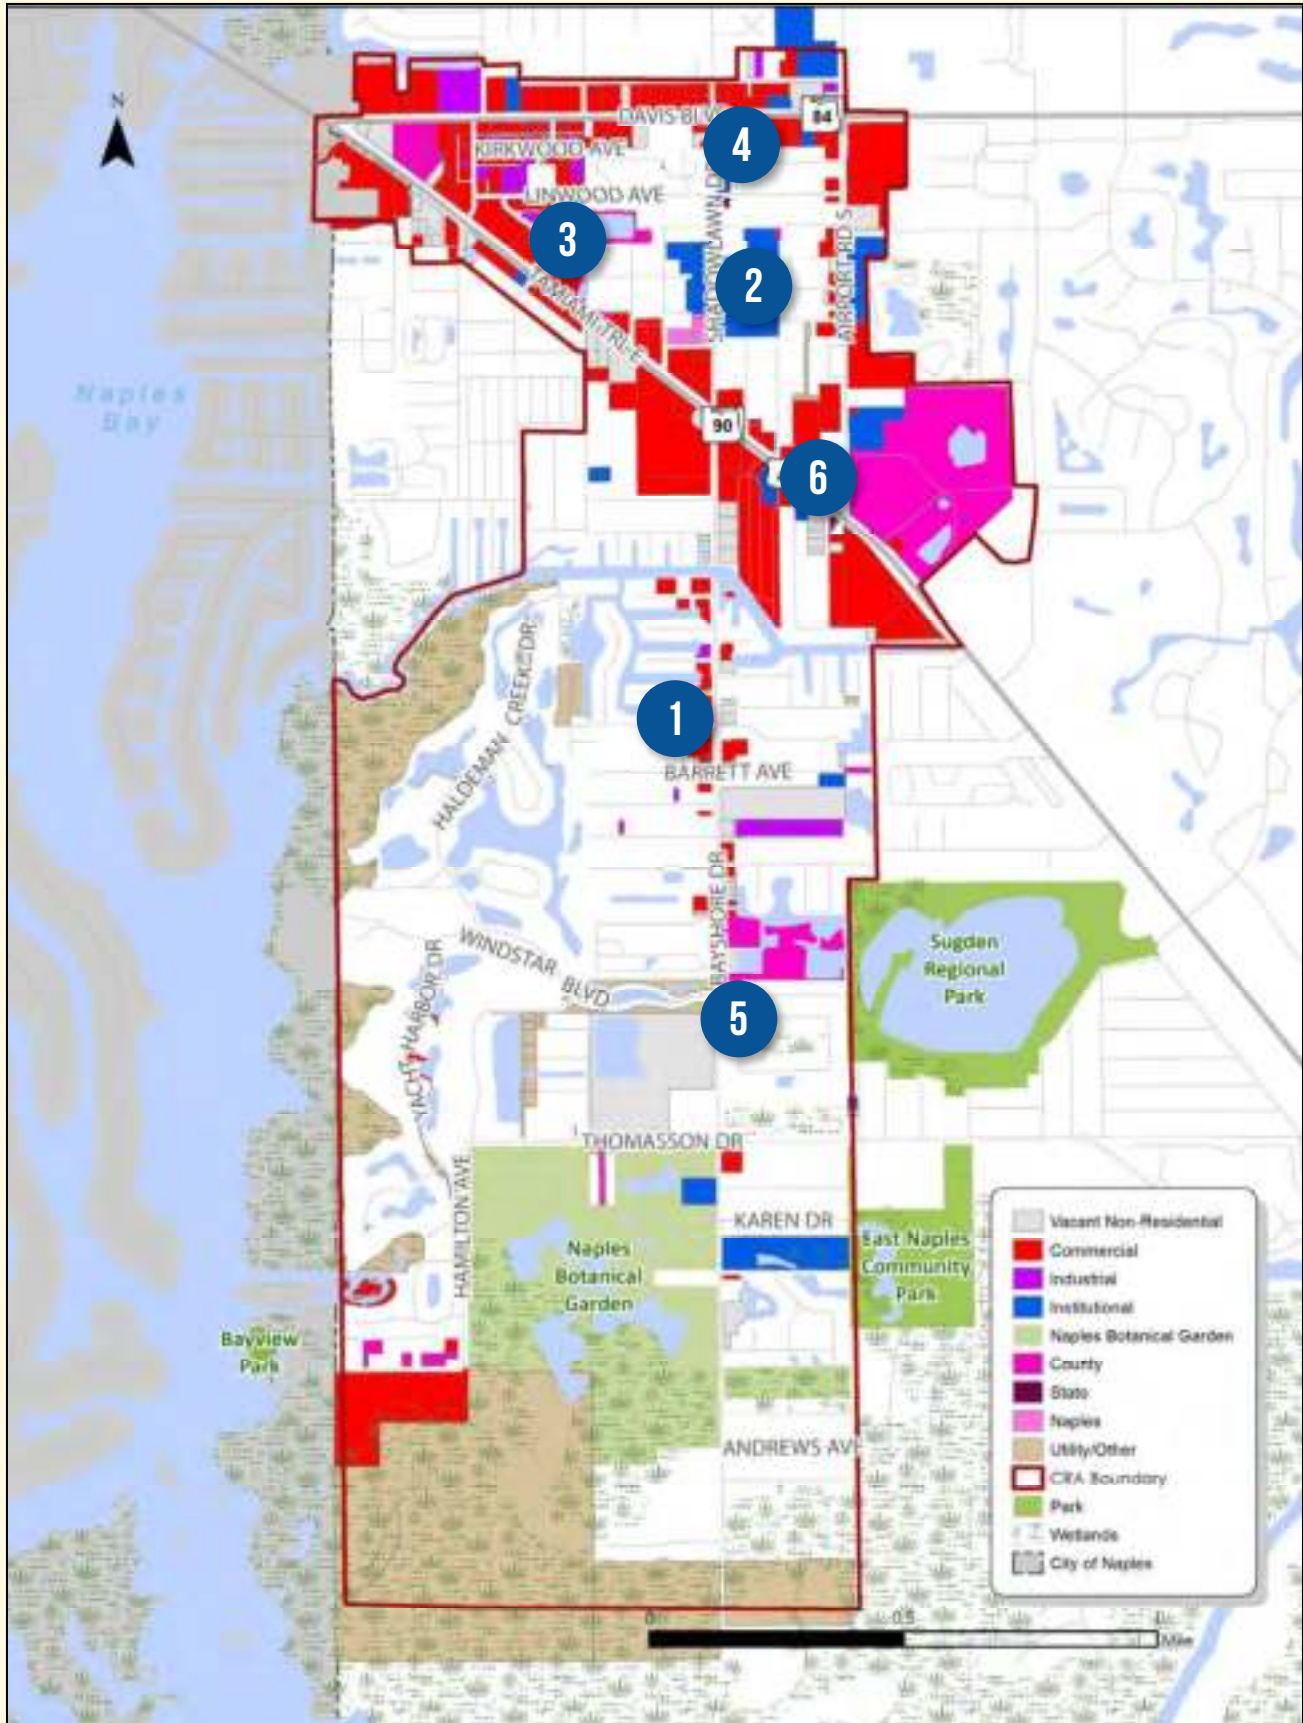 N
DAVIS BLV
84
4
KIRKWOOD AVE
LINWOOD AVE
3
SHADOWLAWN D
2
AIRPORT RD S
TAMIAMI TRL E
Naples
Bay
90
6
HALDEMAN CREEK DR
1
BARRETT AVE
BAYSHORE DR
WINDSTAR BLVD
Sugden
Regional
Park
YACHT HARBOR DR
5
THOMASSON DR
HAMILTON AVE
KAREN DR
Naples
Botanical
Garden
East Naples
Community
Park
Bayview
Park
ANDREWS AV
Vacant Non-Residential
Commercial
Industrial
Institutional
Naples Botanical Garden
County
State
Naples
Utility/Other
CRA Boundary
Park
Wetlands
City of Naples
0 0.5 1
Mile